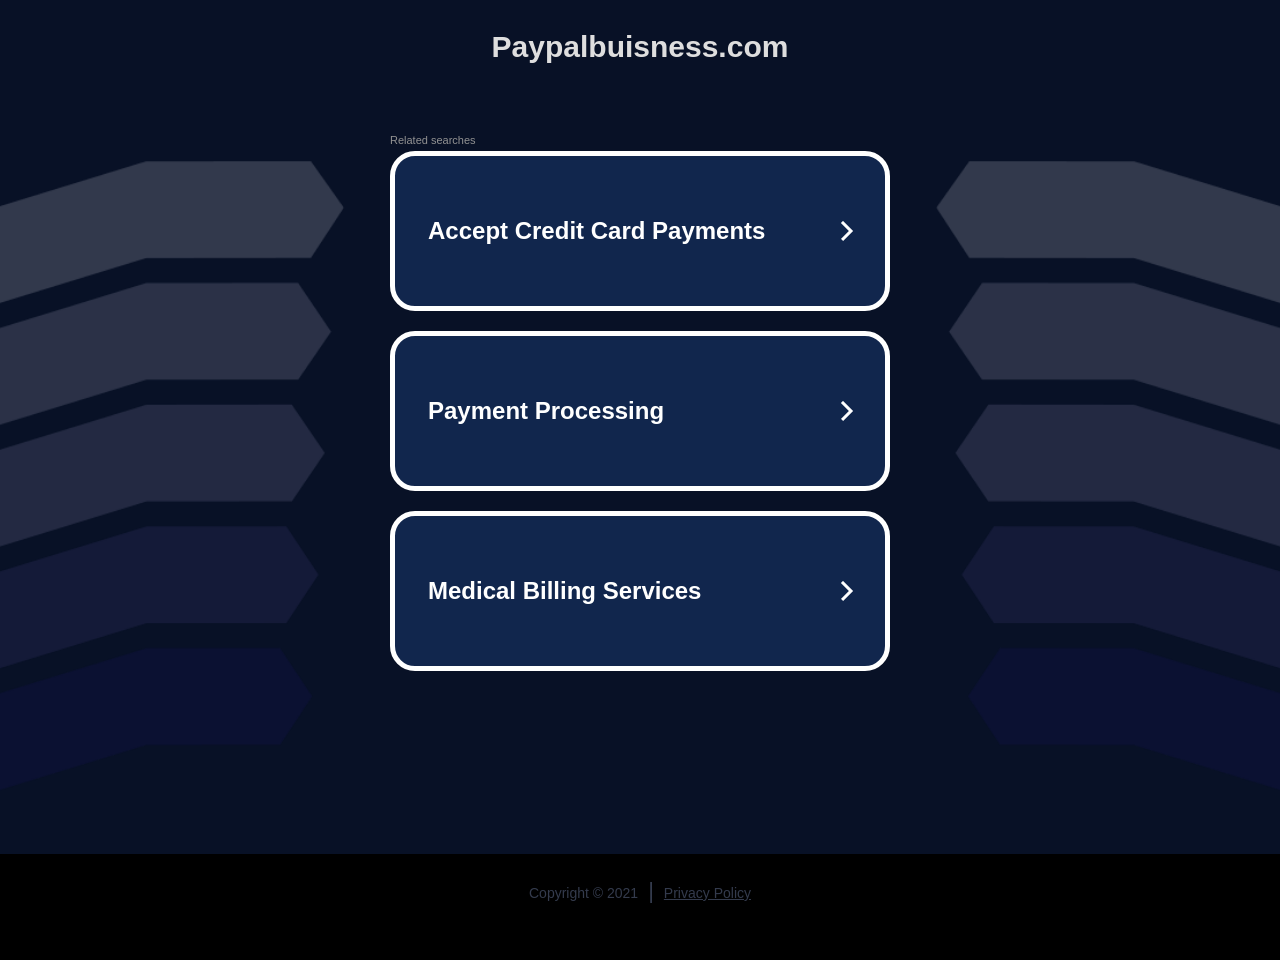 Paypalbuisness.com
Related searches
Accept Credit Card Payments
Payment Processing
Medical Billing Services
Copyright © 2021 | Privacy Policy